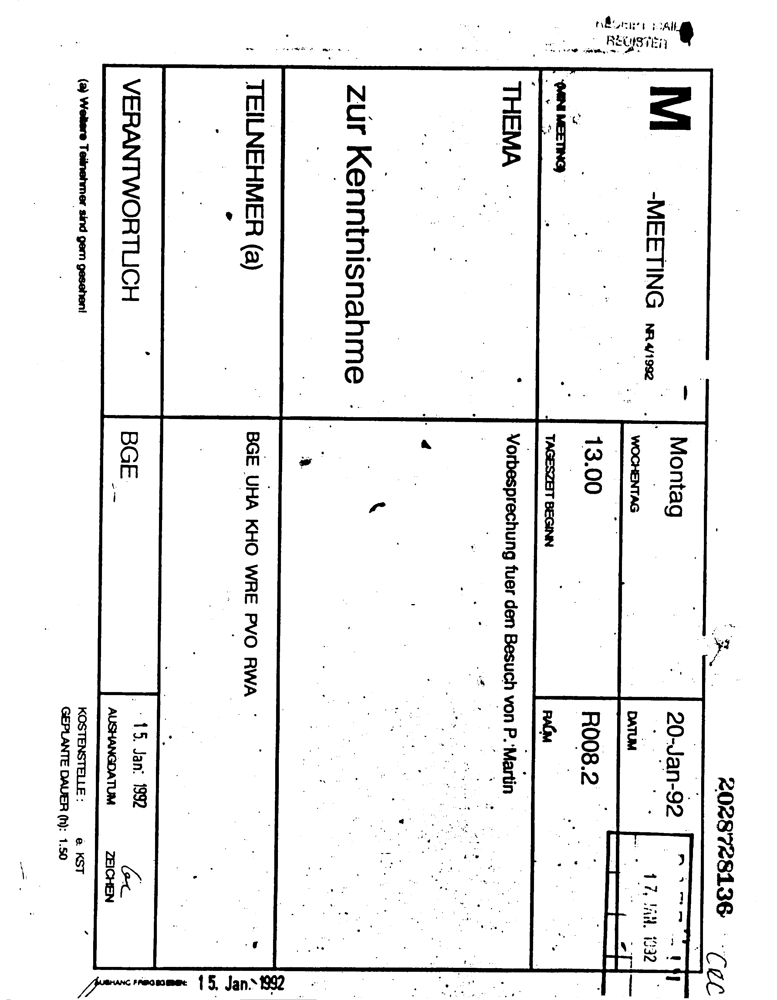 REGISTER
2028728136
M -MEETING NR.4/1992
(MINI MEETING)
Montag
WOCHENTAG
20-Jan-92
DATUM
17. JAN. 1992
13.00
TAGESZEIT BEGINN
R008.2
RAUM
THEMA
Vorbesprechung fuer den Besuch von P. Martin
zur Kenntnisnahme
TEILNEHMER (a)
BGE UHA KHO WRE PVO RWA
VERANTWORTLICH
BGE
15. Jan. 1992
AUSHANGDATUM
ZEICHEN
(a) Weitere Teilnehmer sind gern gesehen!
KOSTENSTELLE : e. KST
GEPLANTE DAUER (h): 1.50
15. Jan. 1992